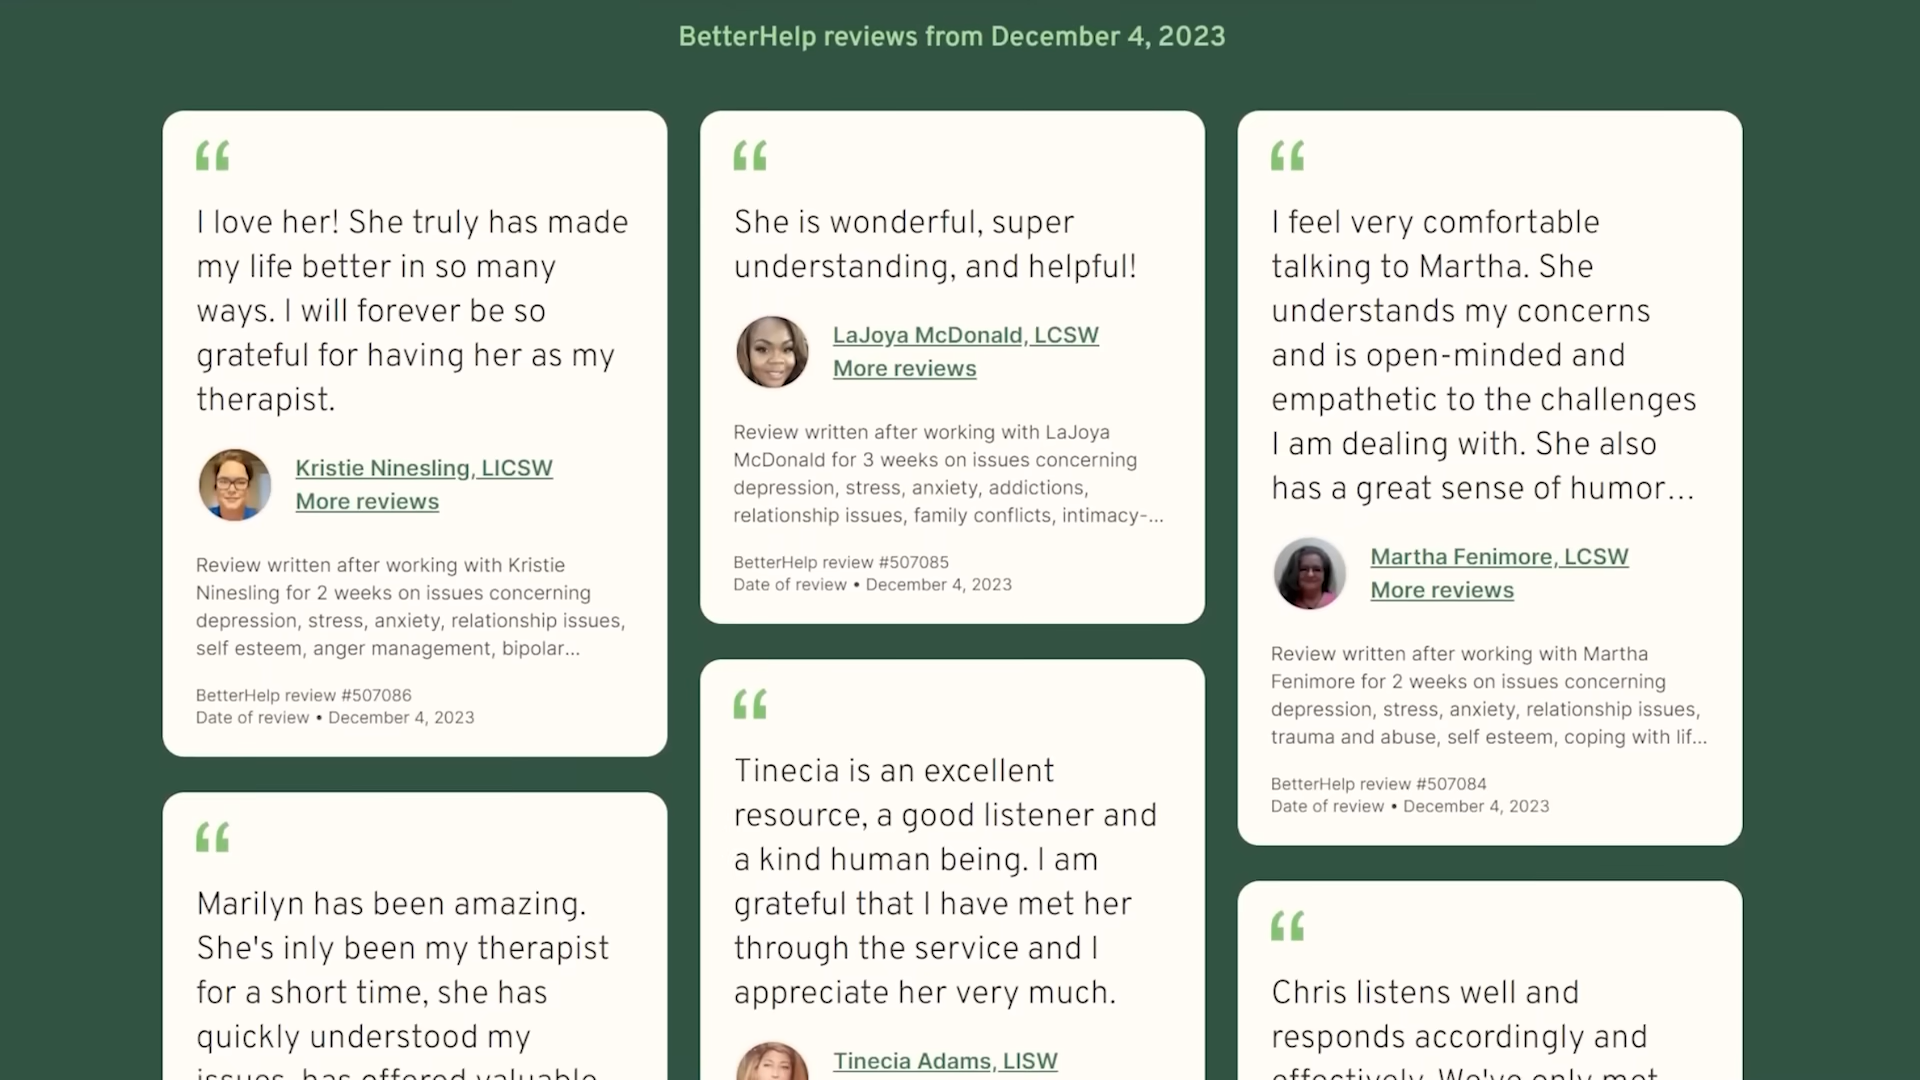 BetterHelp reviews from December 4, 2023
I love her! She truly has made
my life better in so many
ways. I will forever be so
grateful for having her as my
therapist.
Kristie Ninesling, LICSW
More reviews
Review written after working with Kristie
Ninesling for 2 weeks on issues concerning
depression, stress, anxiety, relationship issues,
self esteem, anger management, bipolar...
BetterHelp review #507086
Date of review • December 4, 2023
Marilyn has been amazing.
She's inly been my therapist
for a short time, she has
quickly understood my
issues, has offered valuable
She is wonderful, super
understanding, and helpful!
LaJoya McDonald, LCSW
More reviews
Review written after working with LaJoya
McDonald for 3 weeks on issues concerning
depression, stress, anxiety, addictions,
relationship issues, family conflicts, intimacy-...
BetterHelp review #507085
Date of review • December 4, 2023
Tinecia is an excellent
resource, a good listener and
a kind human being. I am
grateful that I have met her
through the service and I
appreciate her very much.
Tinecia Adams, LISW
I feel very comfortable
talking to Martha. She
understands my concerns
and is open-minded and
empathetic to the challenges
I am dealing with. She also
has a great sense of humor...
Martha Fenimore, LCSW
More reviews
Review written after working with Martha
Fenimore for 2 weeks on issues concerning
depression, stress, anxiety, relationship issues,
trauma and abuse, self esteem, coping with lif...
BetterHelp review #507084
Date of review • December 4, 2023
Chris listens well and
responds accordingly and
effectively. We've only met